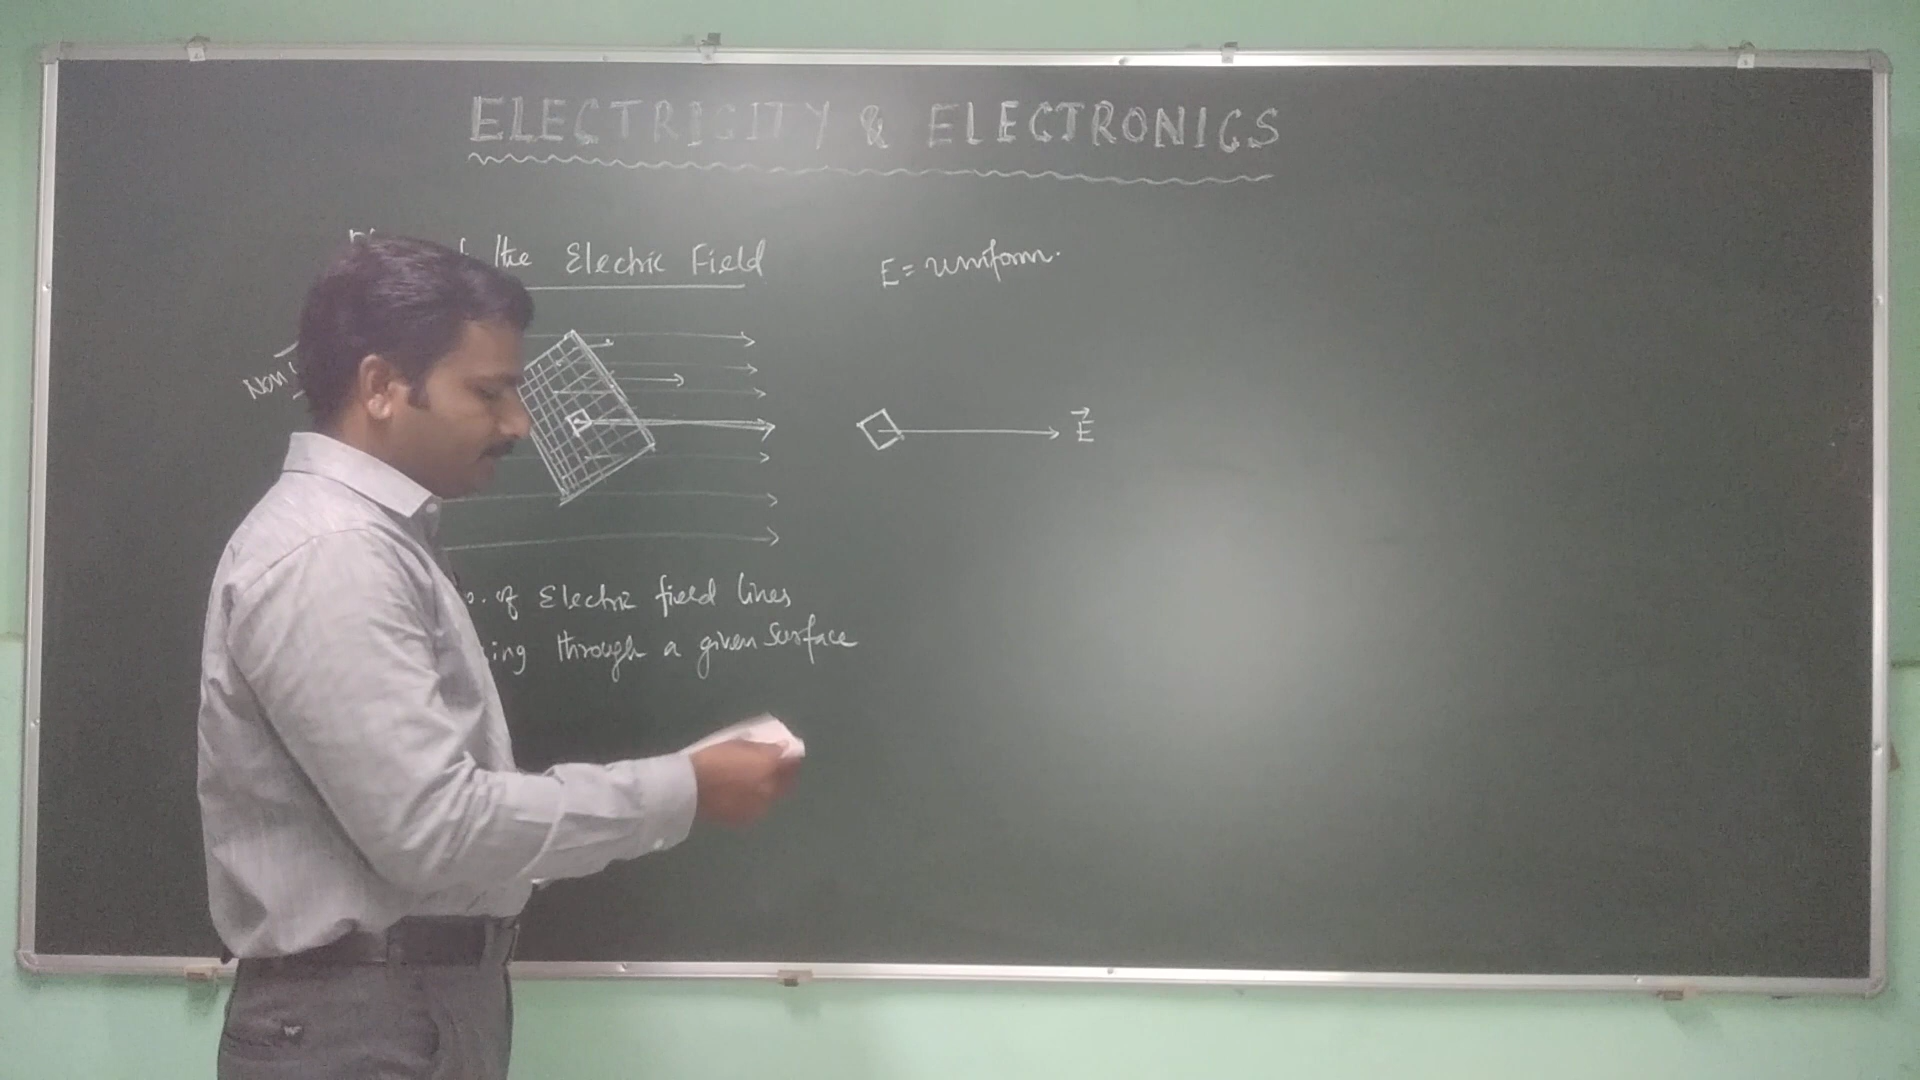 ELECTRICITY & ELECTRONICS
the Electric Field
E = Uniform.
Non
E
of Electric field lines
through a given surface